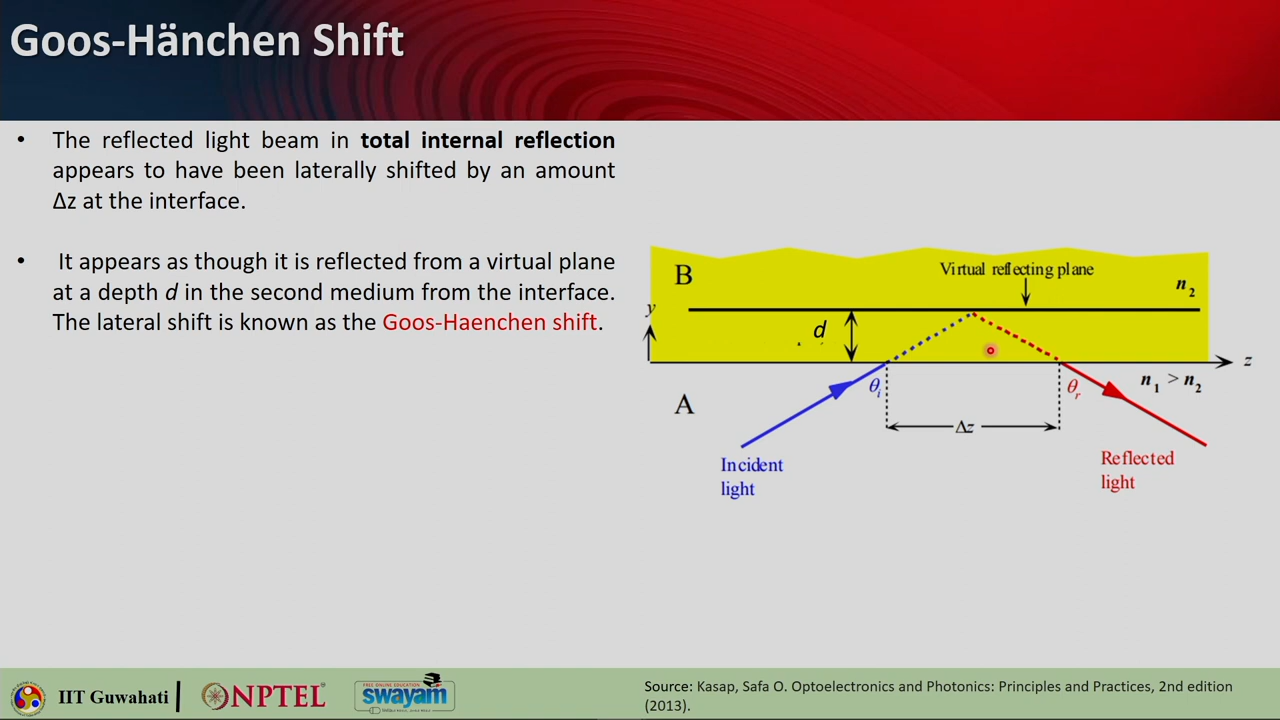 Goos-Hänchen Shift
• The reflected light beam in total internal reflection
appears to have been laterally shifted by an amount
Δz at the interface.
• It appears as though it is reflected from a virtual plane
at a depth d in the second medium from the interface.
The lateral shift is known as the Goos-Haenchen shift.
B
Virtual reflecting plane
n2
y
d
z
θi
θr
n1 > n2
A
Δz
Incident
light
Reflected
light
IIT Guwahati
NPTEL
FREE ONLINE EDUCATION
swayam
Source: Kasap, Safa O. Optoelectronics and Photonics: Principles and Practices, 2nd edition
(2013).